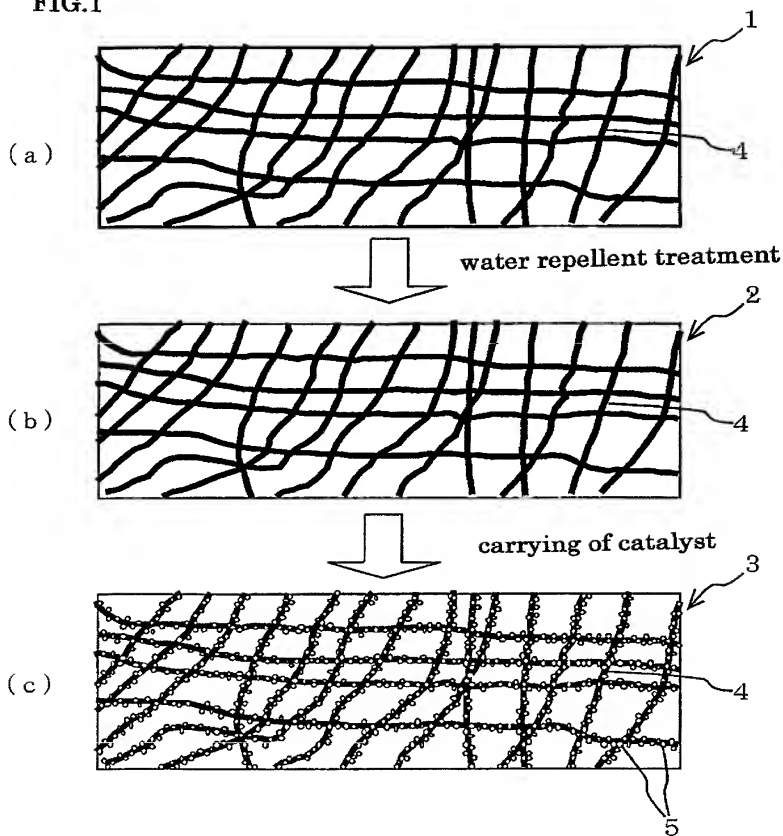 FIG.1
1
(a)
4
water repellent treatment
2
(b)
4
carrying of catalyst
3
(c)
4
5